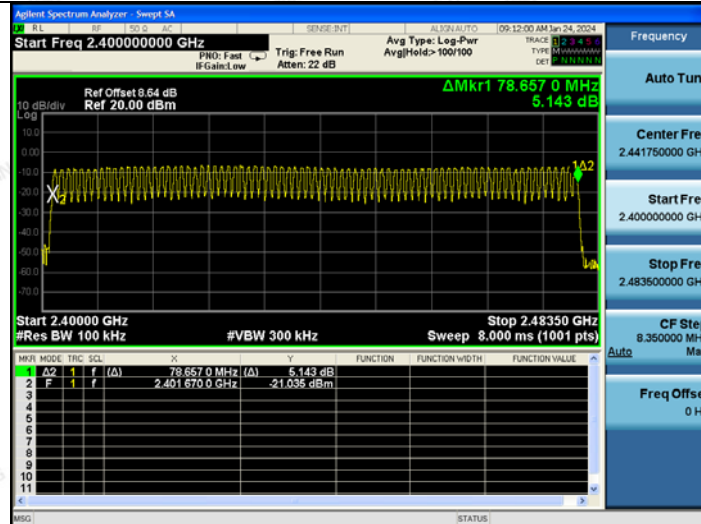 Agilent Spectrum Analyzer - Swept SA
RL RF 50 Ω AC SENSE:INT ALIGN AUTO 09:12:00 AM Jan 24, 2024
Start Freq 2.400000000 GHz
PNO: Fast
IFGain:Low
Trig: Free Run
Atten: 22 dB
Avg Type: Log-Pwr
Avg|Hold:>100/100
TRACE 1 2 3 4 5 6
TYPE M
DET P N N N N N
ΔMkr1 78.657 0 MHz
5.143 dB
Ref Offset 8.64 dB
10 dB/div Ref 20.00 dBm
Log
10.0
0.00
-10.0
-20.0
-30.0
-40.0
-50.0
-60.0
-70.0
1Δ2
2
Start 2.40000 GHz Stop 2.48350 GHz
#Res BW 100 kHz #VBW 300 kHz Sweep 8.000 ms (1001 pts)
MKR MODE TRC SCL X Y FUNCTION FUNCTION WIDTH FUNCTION VALUE
1 Δ2 1 f (Δ) 78.657 0 MHz (Δ) 5.143 dB
2 F 1 f 2.401 670 0 GHz -21.035 dBm
3
4
5
6
7
8
9
10
11
MSG STATUS
Frequency
Auto Tun
Center Fre
2.441750000 GH
Start Fre
2.400000000 GH
Stop Fre
2.483500000 GH
CF Ste
8.350000 MH
Auto Ma
Freq Offse
0 H